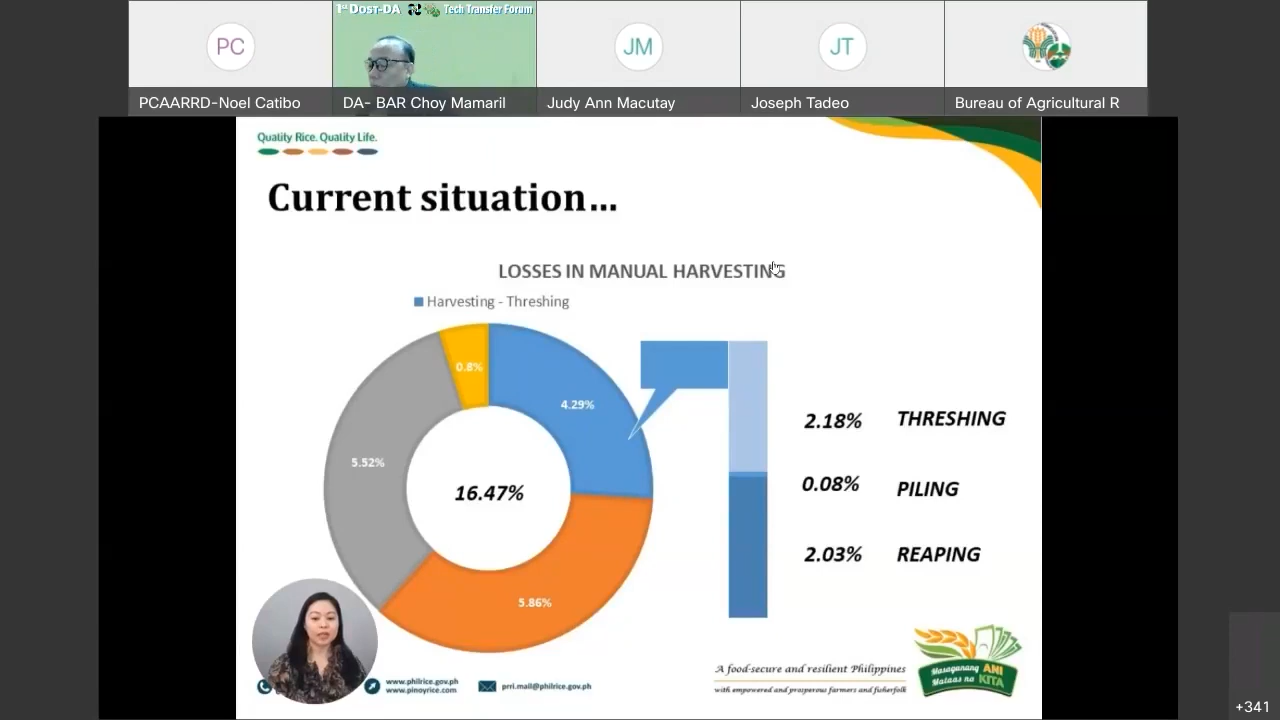 1st DOST-DA Tech Transfer Forum
PC
JM
JT
PCAARRD-Noel Catibo
DA- BAR Choy Mamaril
Judy Ann Macutay
Joseph Tadeo
Bureau of Agricultural R
Quality Rice. Quality Life.
Current situation...
LOSSES IN MANUAL HARVESTING
Harvesting - Threshing
0.8%
4.29%
5.52%
16.47%
5.86%
2.18% THRESHING
0.08% PILING
2.03% REAPING
www.philrice.gov.ph
www.pinoyrice.com
prri.mail@philrice.gov.ph
A food-secure and resilient Philippines
with empowered and prosperous farmers and fisherfolk
Masaganang ANI
Mataas na KITA
+341